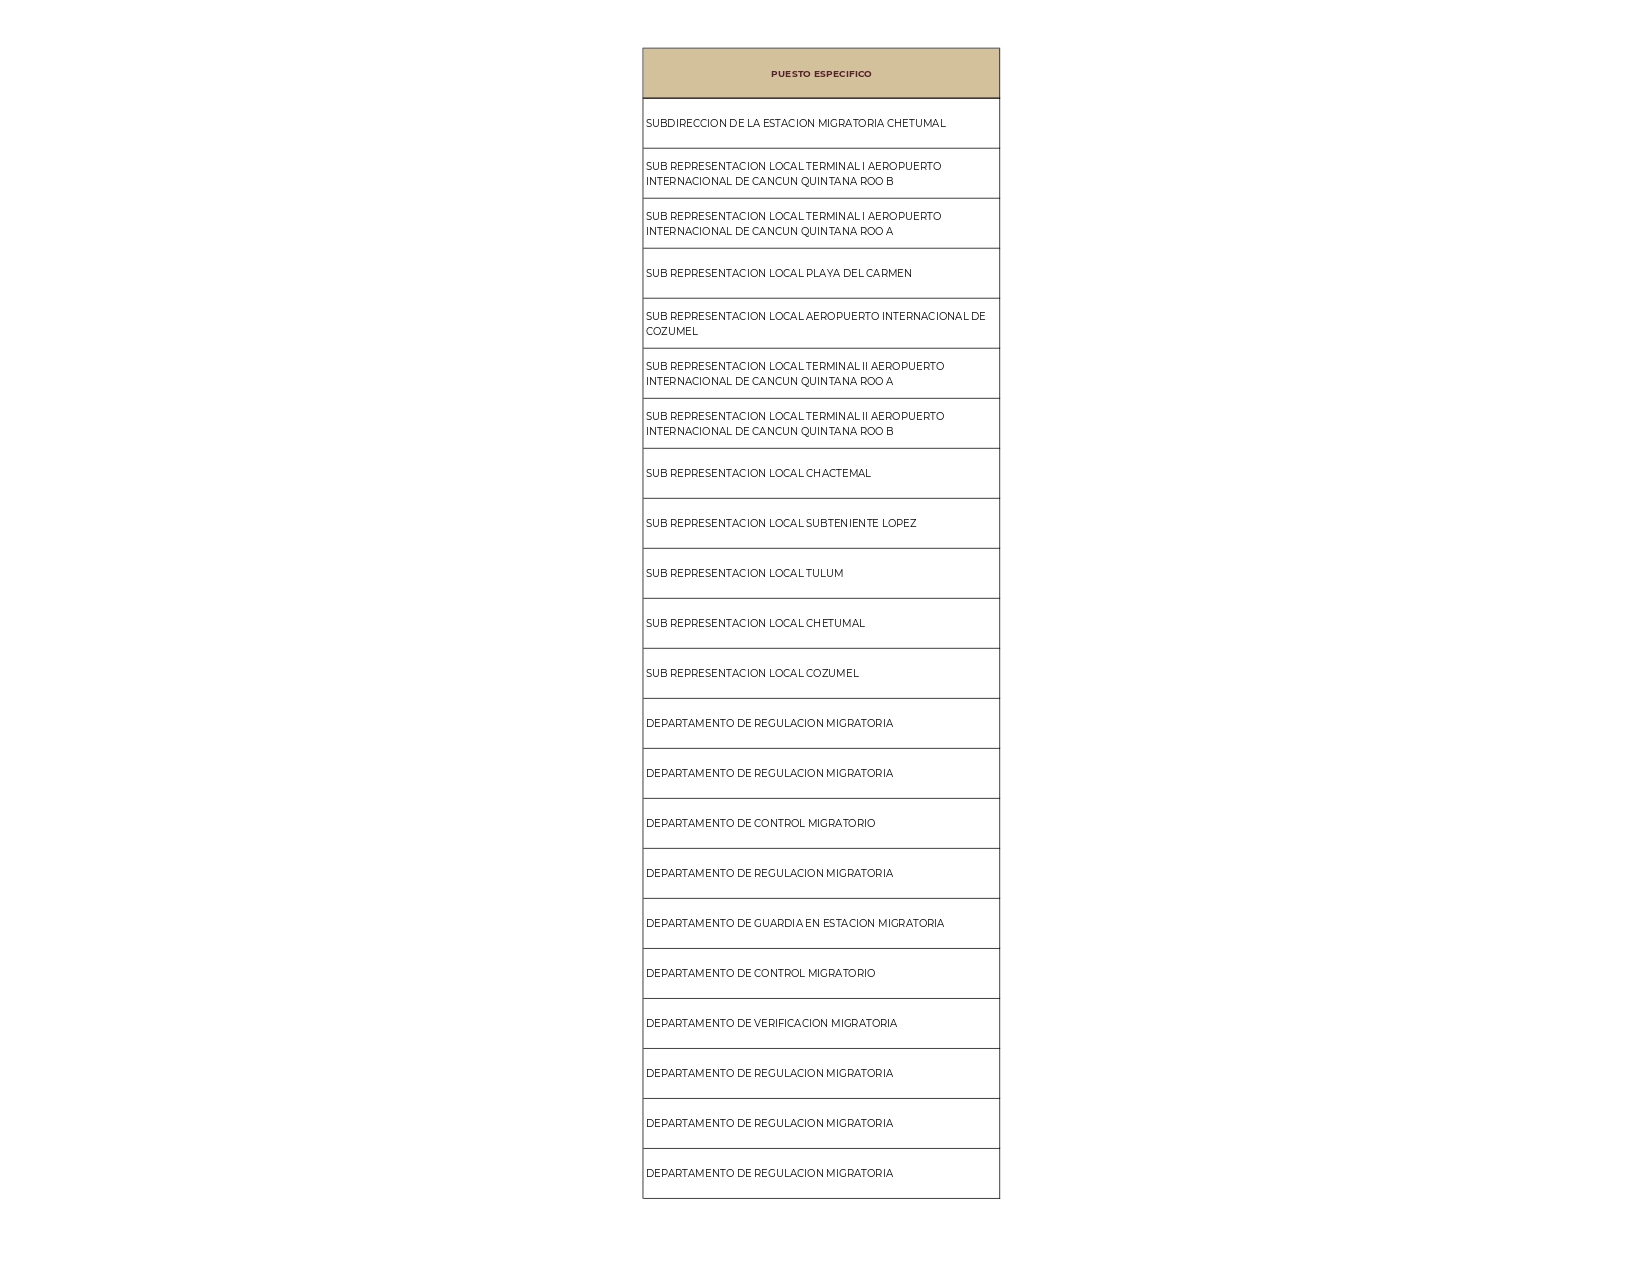 PUESTO ESPECIFICO
SUBDIRECCION DE LA ESTACION MIGRATORIA CHETUMAL
SUB REPRESENTACION LOCAL TERMINAL I AEROPUERTO
INTERNACIONAL DE CANCUN QUINTANA ROO B
SUB REPRESENTACION LOCAL TERMINAL I AEROPUERTO
INTERNACIONAL DE CANCUN QUINTANA ROO A
SUB REPRESENTACION LOCAL PLAYA DEL CARMEN
SUB REPRESENTACION LOCAL AEROPUERTO INTERNACIONAL DE
COZUMEL
SUB REPRESENTACION LOCAL TERMINAL II AEROPUERTO
INTERNACIONAL DE CANCUN QUINTANA ROO A
SUB REPRESENTACION LOCAL TERMINAL II AEROPUERTO
INTERNACIONAL DE CANCUN QUINTANA ROO B
SUB REPRESENTACION LOCAL CHACTEMAL
SUB REPRESENTACION LOCAL SUBTENIENTE LOPEZ
SUB REPRESENTACION LOCAL TULUM
SUB REPRESENTACION LOCAL CHETUMAL
SUB REPRESENTACION LOCAL COZUMEL
DEPARTAMENTO DE REGULACION MIGRATORIA
DEPARTAMENTO DE REGULACION MIGRATORIA
DEPARTAMENTO DE CONTROL MIGRATORIO
DEPARTAMENTO DE REGULACION MIGRATORIA
DEPARTAMENTO DE GUARDIA EN ESTACION MIGRATORIA
DEPARTAMENTO DE CONTROL MIGRATORIO
DEPARTAMENTO DE VERIFICACION MIGRATORIA
DEPARTAMENTO DE REGULACION MIGRATORIA
DEPARTAMENTO DE REGULACION MIGRATORIA
DEPARTAMENTO DE REGULACION MIGRATORIA